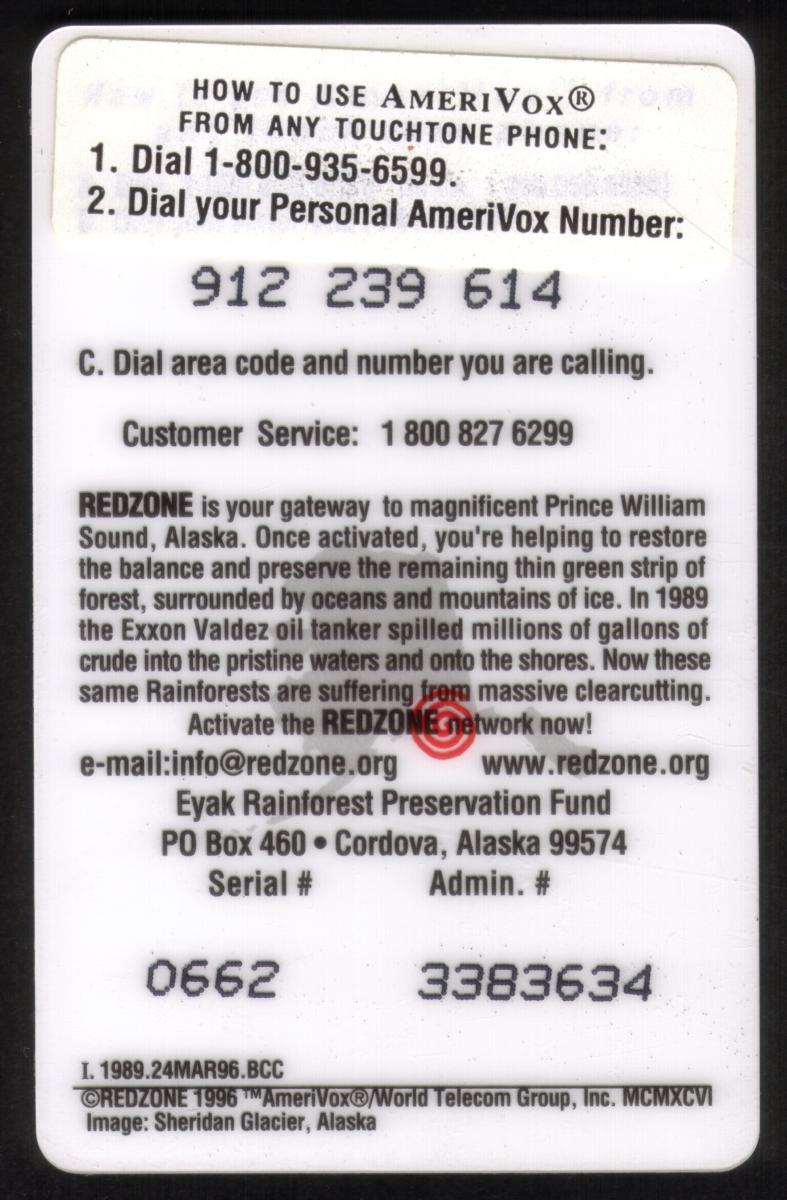 HOW TO USE AMERIVOX®
FROM ANY TOUCHTONE PHONE:
1. Dial 1-800-935-6599.
2. Dial your Personal AmeriVox Number:
912 239 614
C. Dial area code and number you are calling.
Customer Service: 1 800 827 6299
REDZONE is your gateway to magnificent Prince William
Sound, Alaska. Once activated, you're helping to restore
the balance and preserve the remaining thin green strip of
forest, surrounded by oceans and mountains of ice. In 1989
the Exxon Valdez oil tanker spilled millions of gallons of
crude into the pristine waters and onto the shores. Now these
same Rainforests are suffering from massive clearcutting.
Activate the REDZONE network now!
e-mail:info@redzone.org www.redzone.org
Eyak Rainforest Preservation Fund
PO Box 460 • Cordova, Alaska 99574
Serial # Admin. #
0662 3383634
I. 1989.24MAR96.BCC
©REDZONE 1996 ™AmeriVox®/World Telecom Group, Inc. MCMXCVI
Image: Sheridan Glacier, Alaska